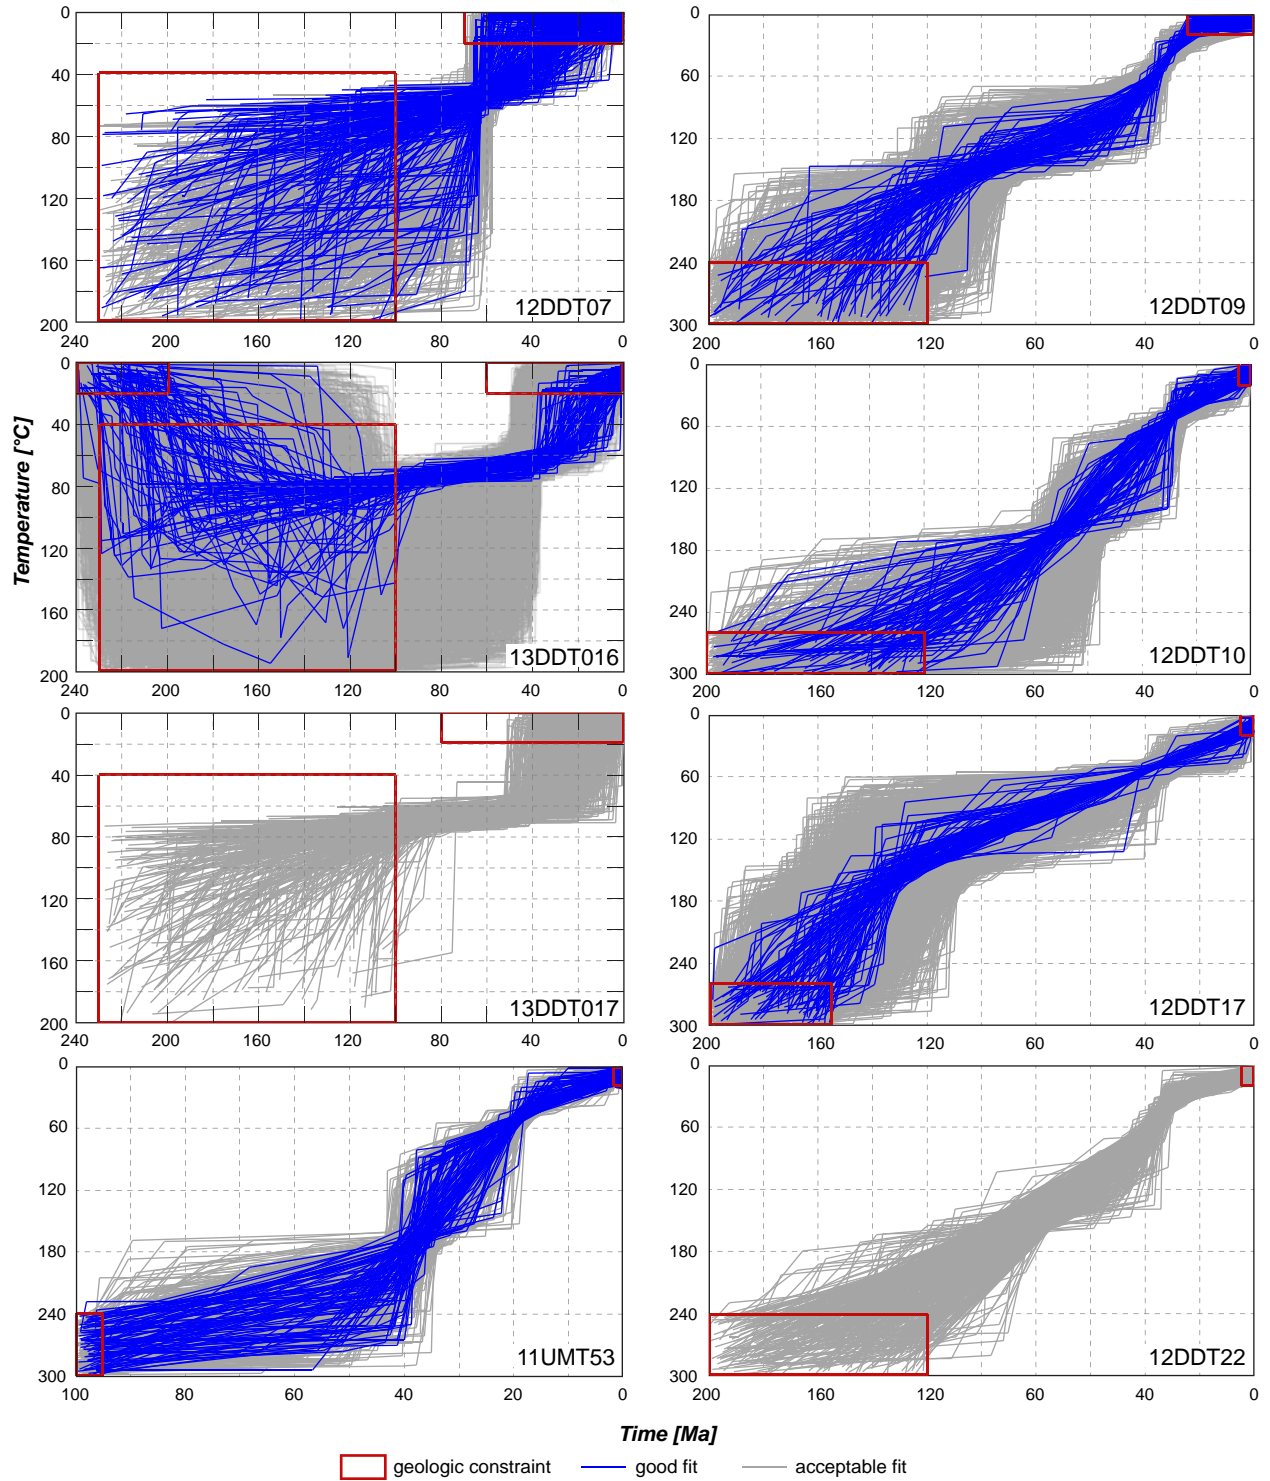 0
40
80
120
160
200
12DDT07
240 200 160 120 80 40 0
0
60
120
180
240
300
12DDT09
200 160 120 60 40 0
0
40
80
120
160
200
13DDT016
240 200 160 120 80 40 0
0
60
120
180
240
300
12DDT10
200 160 120 60 40 0
0
40
80
120
160
200
13DDT017
240 200 160 120 80 40 0
0
60
120
180
240
300
12DDT17
200 160 120 60 40 0
0
60
120
180
240
300
11UMT53
100 80 60 40 20 0
0
60
120
180
240
300
12DDT22
200 160 120 60 40 0
Temperature [°C]
Time [Ma]
geologic constraint good fit acceptable fit